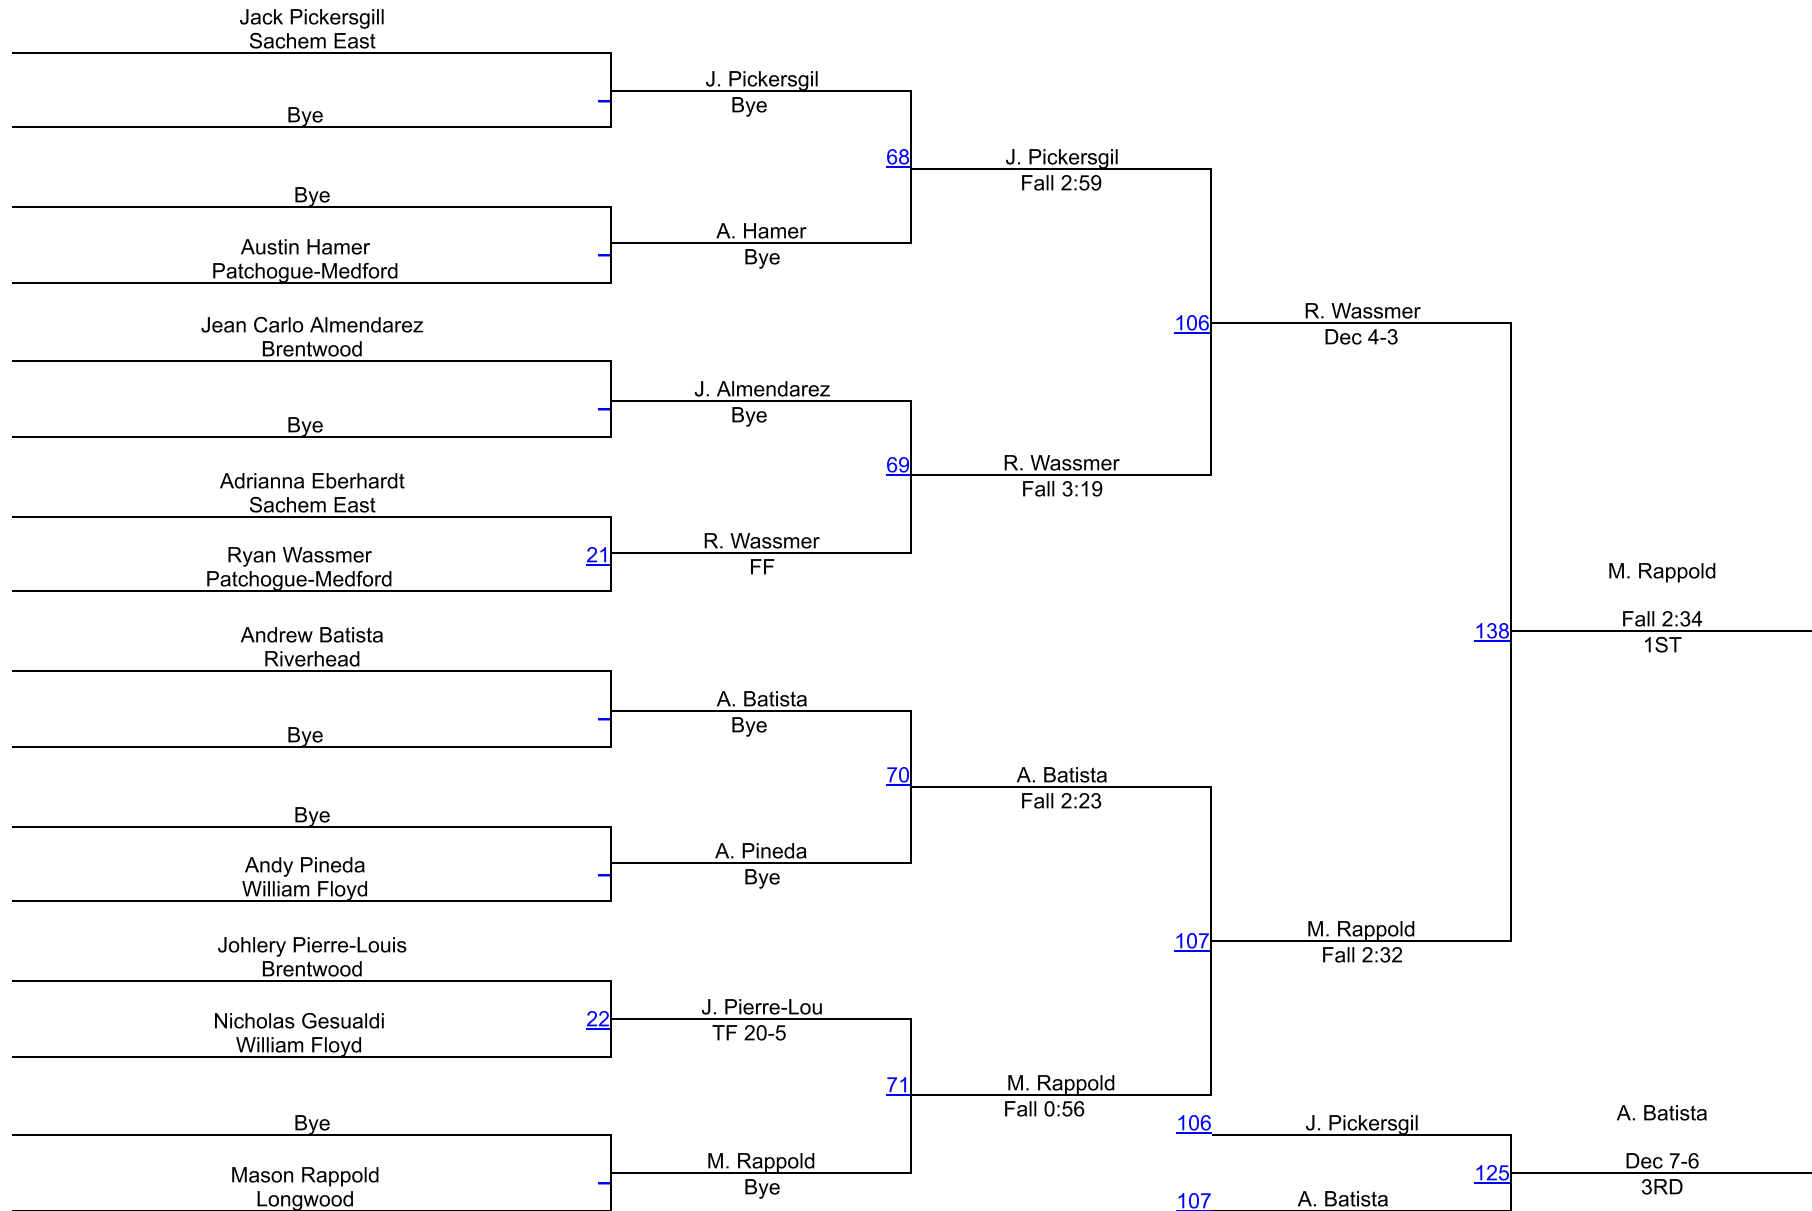 Jack Pickersgill
Sachem East
Bye
Bye
Austin Hamer
Patchogue-Medford
Jean Carlo Almendarez
Brentwood
Bye
Adrianna Eberhardt
Sachem East
Ryan Wassmer
Patchogue-Medford
21
Andrew Batista
Riverhead
Bye
Bye
Andy Pineda
William Floyd
Johlery Pierre-Louis
Brentwood
Nicholas Gesualdi
William Floyd
22
Bye
Mason Rappold
Longwood
J. Pickersgil
Bye
68
A. Hamer
Bye
J. Almendarez
Bye
69
R. Wassmer
FF
A. Batista
Bye
70
A. Pineda
Bye
J. Pierre-Lou
TF 20-5
71
M. Rappold
Bye
J. Pickersgil
Fall 2:59
106
R. Wassmer
Fall 3:19
A. Batista
Fall 2:23
107
M. Rappold
Fall 0:56
R. Wassmer
Dec 4-3
138
M. Rappold
Fall 2:32
M. Rappold
Fall 2:34
1ST
106
J. Pickersgil
125
107
A. Batista
A. Batista
Dec 7-6
3RD